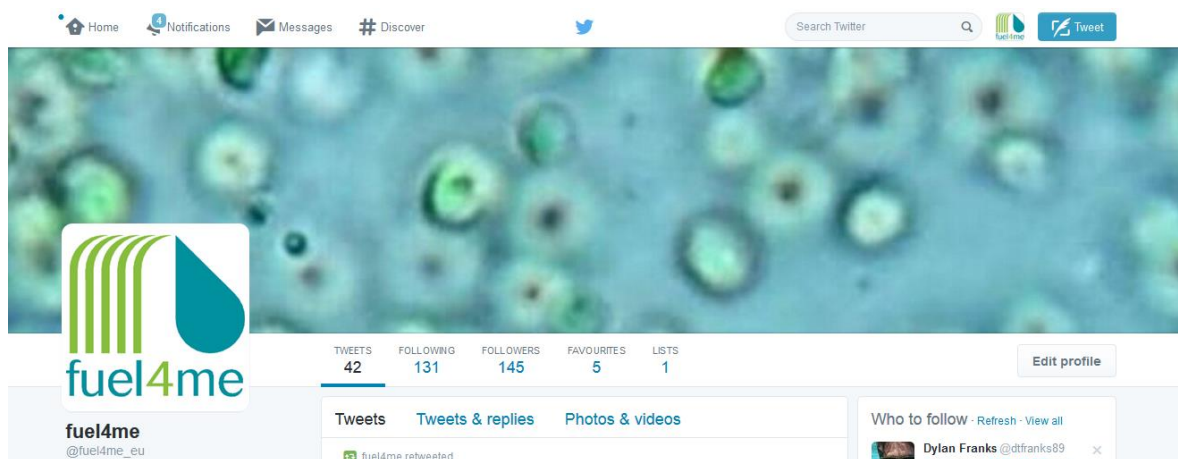 Home 4 Notifications Messages Discover Search Twitter fuel4me Tweet
TWEETS FOLLOWING FOLLOWERS FAVOURITES LISTS
42 131 145 5 1
Edit profile
fuel4me
fuel4me
@fuel4me_eu
Tweets Tweets & replies Photos & videos
fuel4me retweeted
Who to follow · Refresh · View all
Dylan Franks @dtfranks89